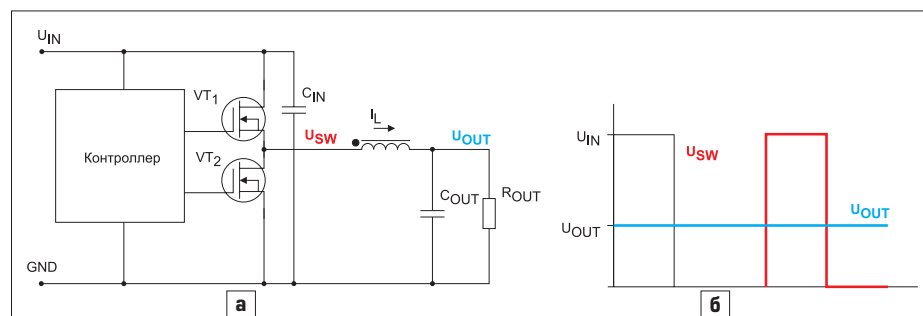 UIN
VT1
CIN
IL
USW
UOUT
Контроллер
VT2
COUT
ROUT
GND
а
UIN
USW
UOUT
UOUT
б